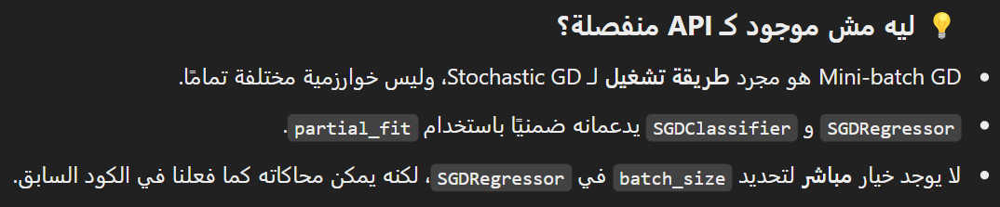 💡 ليه مش موجود كـ API منفصلة؟
• Mini-batch GD هو مجرد طريقة تشغيل لـ Stochastic GD، وليس خوارزمية مختلفة تمامًا.
• SGDRegressor و SGDClassifier يدعمانه ضمنيًا باستخدام partial_fit.
• لا يوجد خيار مباشر لتحديد batch_size في SGDRegressor، لكنه يمكن محاكاته كما فعلنا في الكود السابق.